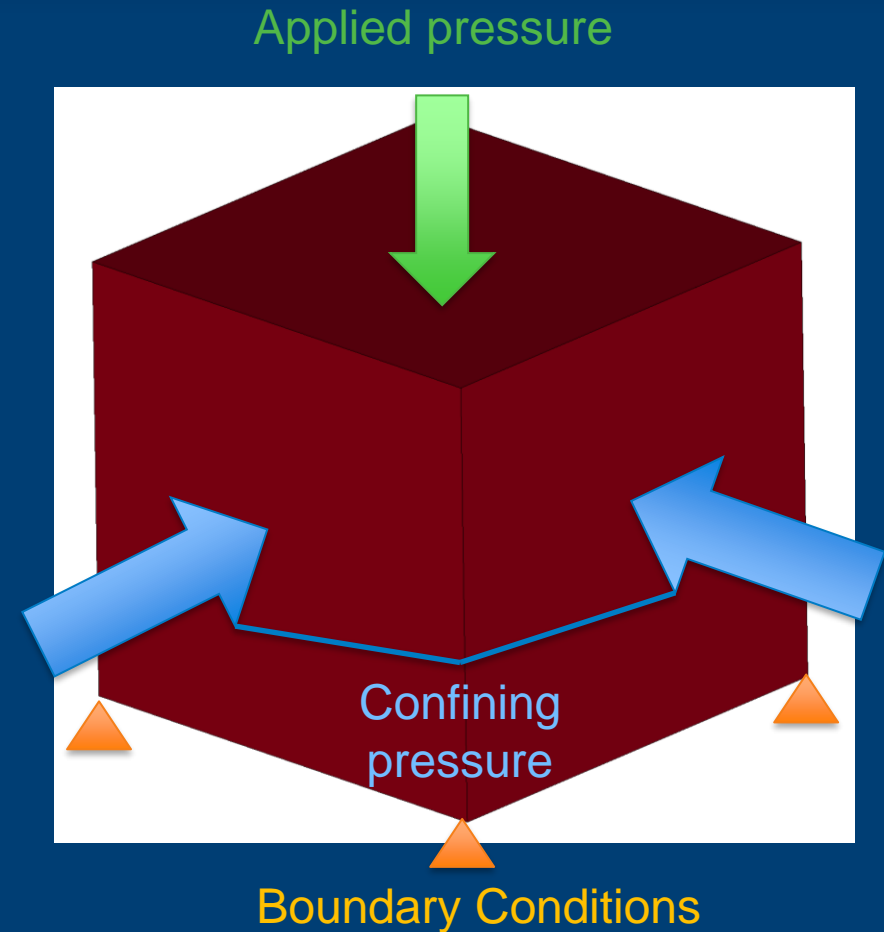 Applied pressure
Confining
pressure
Boundary Conditions